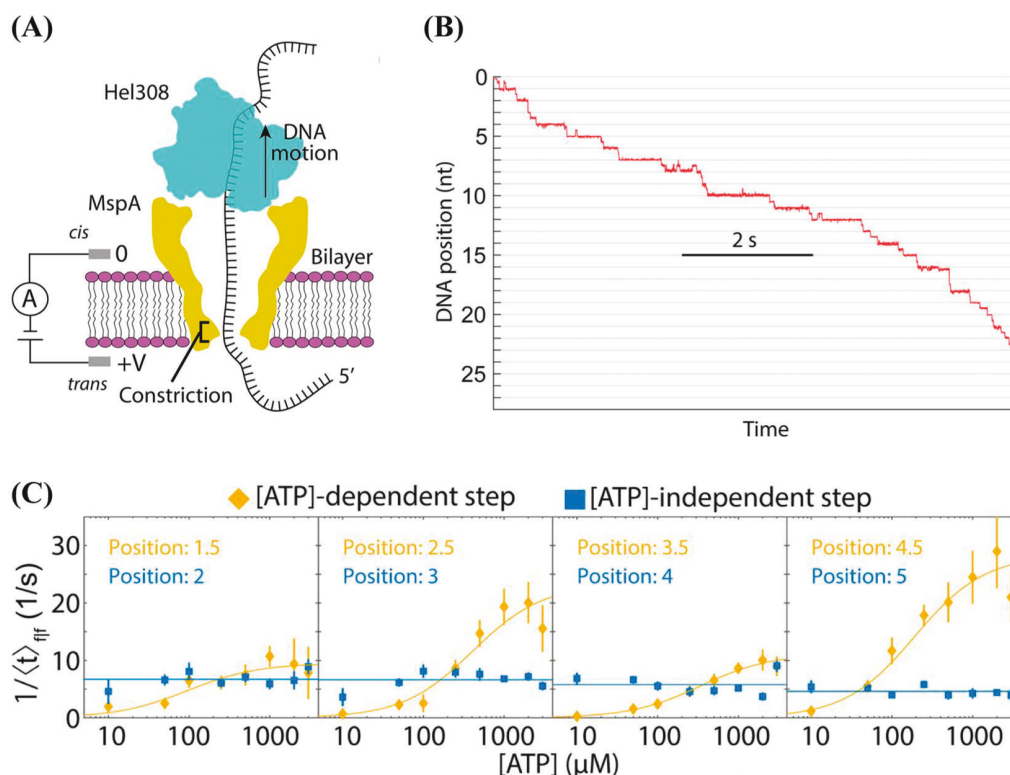 (A)
Hel308
DNA
motion
MspA
cis
0
Bilayer
A
+V
trans
Constriction
5′
(B)
DNA position (nt)
0
5
10
15
20
25
2 s
Time
(C)
[ATP]-dependent step
[ATP]-independent step
1/⟨t⟩f|f (1/s)
30
20
10
0
Position: 1.5
Position: 2
Position: 2.5
Position: 3
Position: 3.5
Position: 4
Position: 4.5
Position: 5
10 100 1000 10 100 1000 10 100 1000 10 100 1000
[ATP] (μM)